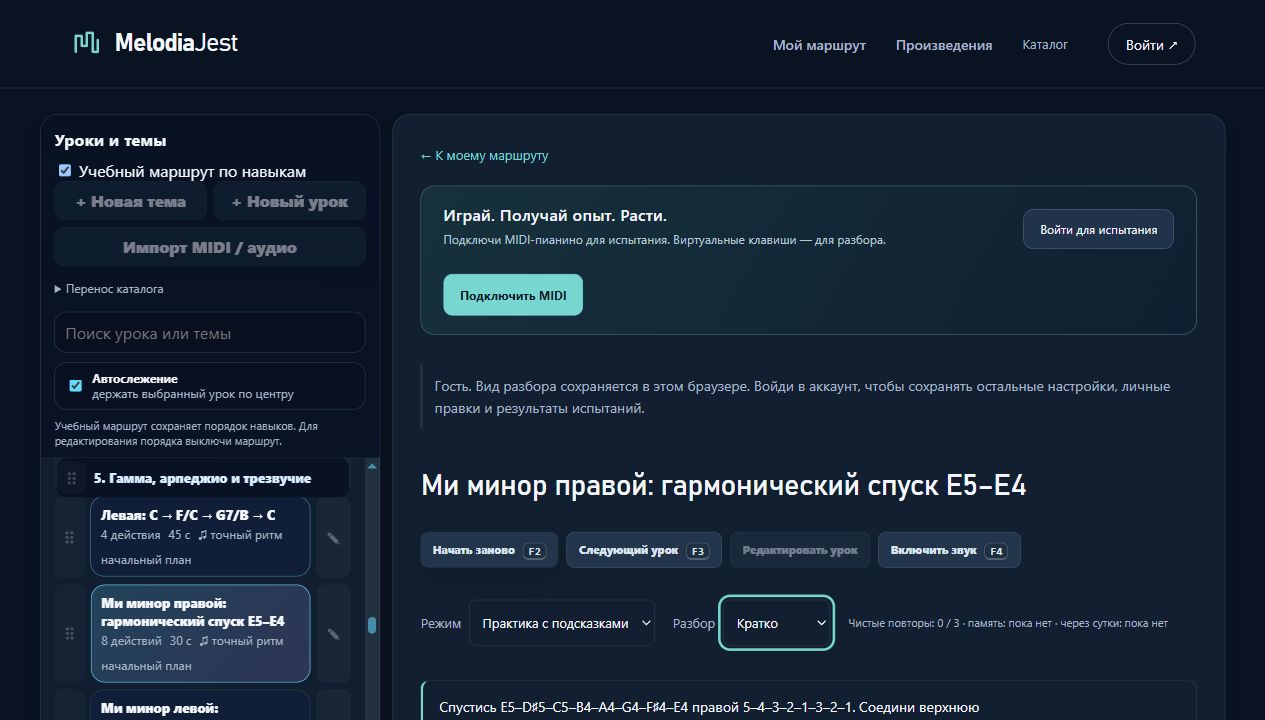 MelodiaJest
Мой маршрут
Произведения
Каталог
Войти ↗
Уроки и темы
Учебный маршрут по навыкам
+ Новая тема
+ Новый урок
Импорт MIDI / аудио
▶ Перенос каталога
Поиск урока или темы
Автослежение
держать выбранный урок по центру
Учебный маршрут сохраняет порядок навыков. Для
редактирования порядка выключи маршрут.
5. Гамма, арпеджио и трезвучие
Левая: C → F/C → G7/B → C
4 действия 45 с ♫ точный ритм
начальный план
Ми минор правой:
гармонический спуск E5–E4
8 действий 30 с ♫ точный ритм
начальный план
Ми минор левой:
← К моему маршруту
Играй. Получай опыт. Расти.
Подключи MIDI-пианино для испытания. Виртуальные клавиши — для разбора.
Войти для испытания
Подключить MIDI
Гость. Вид разбора сохраняется в этом браузере. Войди в аккаунт, чтобы сохранять остальные настройки, личные
правки и результаты испытаний.
Ми минор правой: гармонический спуск E5–E4
Начать заново F2
Следующий урок F3
Редактировать урок
Включить звук F4
Режим
Практика с подсказками
Разбор
Кратко
Чистые повторы: 0 / 3 · память: пока нет · через сутки: пока нет
Спустись E5–D♯5–C5–B4–A4–G4–F♯4–E4 правой 5–4–3–2–1–3–2–1. Соедини верхнюю